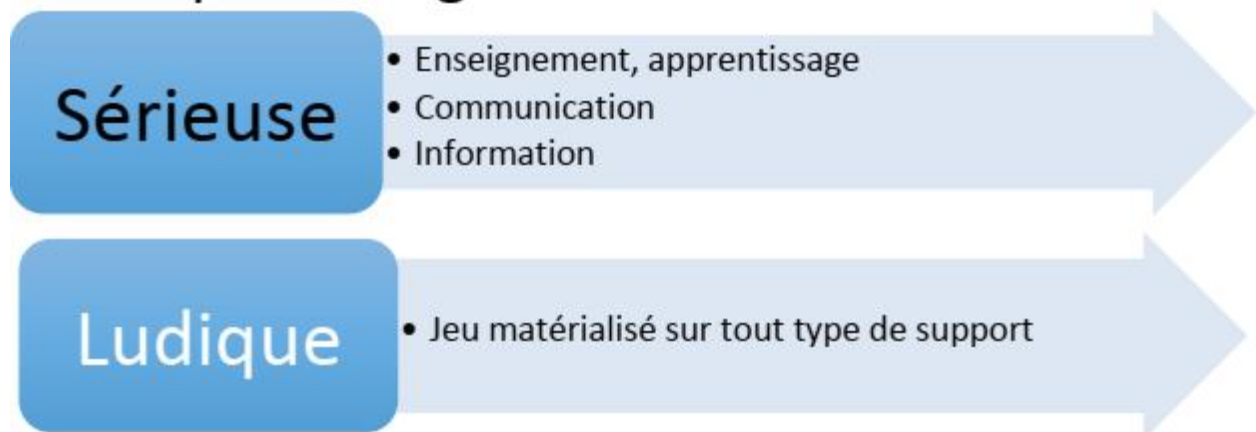 Sérieuse
• Enseignement, apprentissage
• Communication
• Information
Ludique
• Jeu matérialisé sur tout type de support